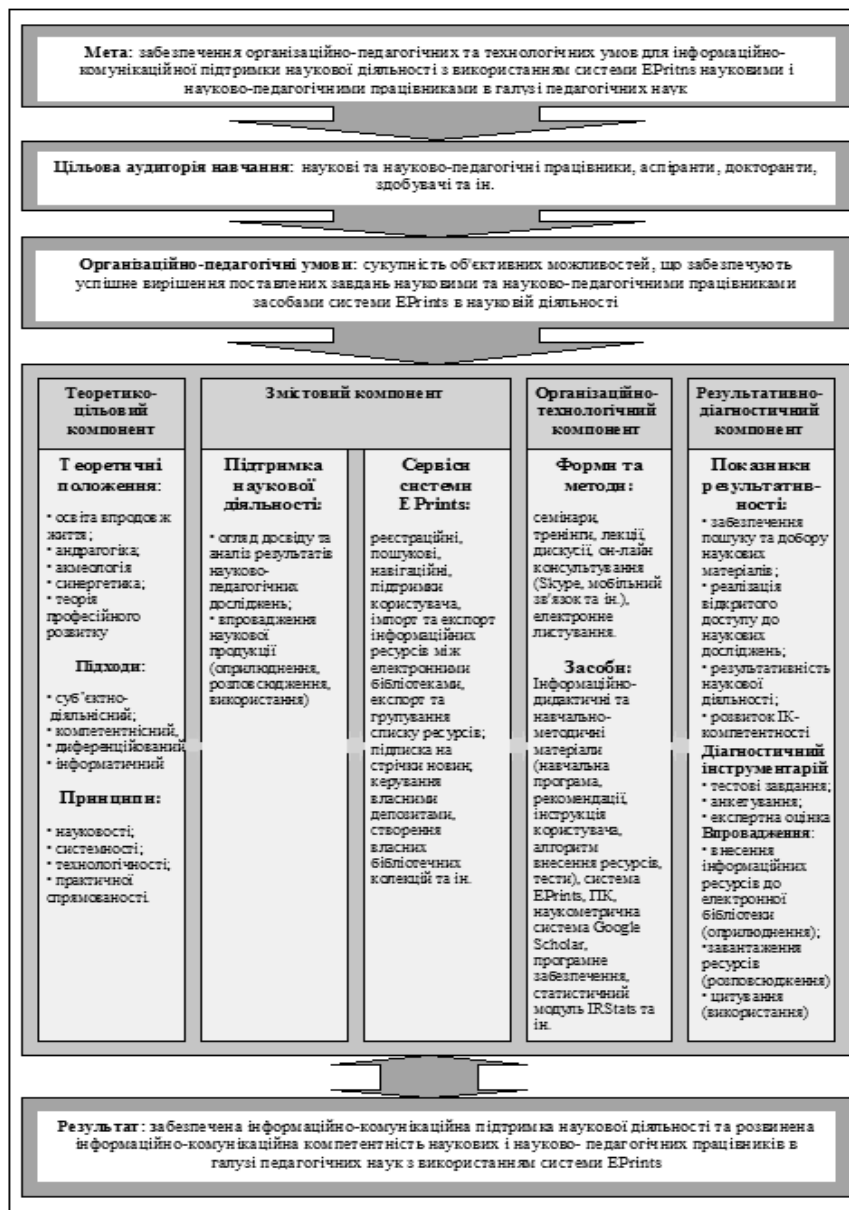 Мета: забезпечення організаційно-педагогічних та технологічних умов для інформаційно-
комунікаційної підтримки наукової діяльності з використанням системи EPritns науковими і
науково-педагогічними працівниками в галузі педагогічних наук
Цільова аудиторія навчання: наукові та науково-педагогічні працівники, аспіранти, докторанти,
здобувачі та ін.
Організаційно-педагогічні умови: сукупність об'єктивних можливостей, що забезпечують
успішне вирішення поставлених завдань науковими та науково-педагогічними працівниками
засобами системи EPrints в науковій діяльності
Теоретико-
цільовий
компонент
Теоретичні
положення:
• освіта впродовж
життя;
• андрагогіка;
• акмеологія
• синергетика;
• теорія
професійного
розвитку
Підходи:
• суб'єктно-
діяльнісний;
• компетентнісний,
• диференційований
• інформатичний
Принципи:
• науковості;
• системності;
• технологічності;
• практичної
спрямованості.
Змістовий компонент
Підтримка
наукової
діяльності:
• огляд досвіду та
аналіз результатів
науково-
педагогічних
досліджень;
• впровадження
наукової
продукції
(оприлюднення,
розповсюдження,
використання)
Сервіси
системи
EPrints:
реєстраційні,
пошукові,
навігаційні,
підтримки
користувача,
імпорт та експорт
інформаційних
ресурсів між
електронними
бібліотеками,
експорт та
групування
списку ресурсів;
підписка на
стрічки новин;
керування
власними
депозитами,
створення
власних
бібліотечних
колекцій та ін.
Організаційно-
технологічний
компонент
Форми та
методи:
семінари,
тренінги, лекції,
дискусії, он-лайн
консультування
(Skype, мобільний
зв'язок та ін.),
електронне
листування.
Засоби:
Інформаційно-
дидактичні та
навчально-
методичні
матеріали
(навчальна
програма,
рекомендації,
інструкція
користувача,
алгоритм
внесення ресурсів,
тести), система
EPrints, ПК,
наукометрична
система Google
Scholar,
програмне
забезпечення,
статистичний
модуль IRStats та
ін.
Результативно-
діагностичний
компонент
Показники
результатив-
ності:
• забезпечення
пошуку та добору
наукових
матеріалів;
• реалізація
відкритого
доступу до
наукових
досліджень;
• результативність
наукової
діяльності;
• розвиток ІК-
компетентності
Діагностичний
інструментарій
• тестові завдання;
• анкетування;
• експертна оцінка
Впровадження:
• внесення
інформаційних
ресурсів до
електронної
бібліотеки
(оприлюднення);
•завантаження
ресурсів
(розповсюдження)
• цитування
(використання)
Результат: забезпечена інформаційно-комунікаційна підтримка наукової діяльності та розвинена
інформаційно-комунікаційна компетентність наукових і науково- педагогічних працівників в
галузі педагогічних наук з використанням системи EPrints